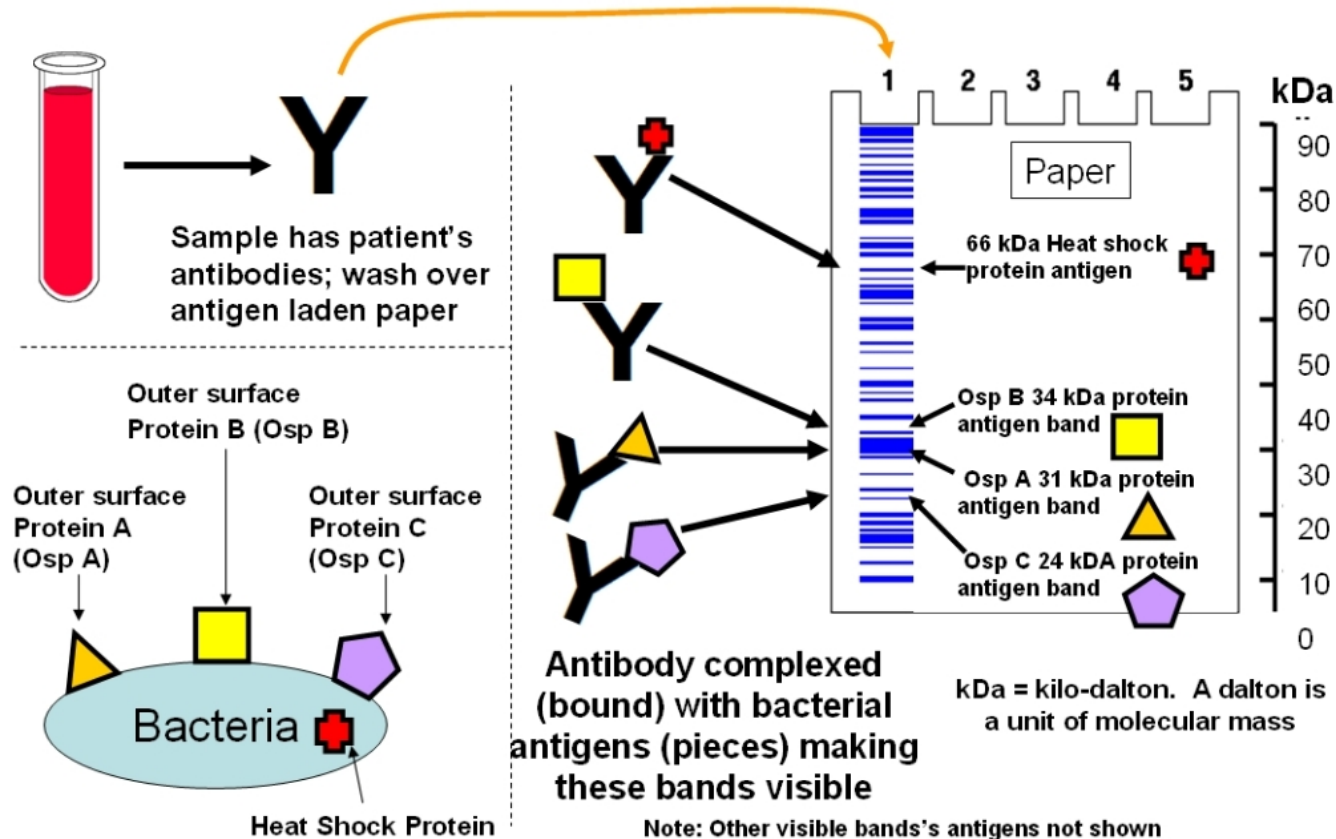 Y
Sample has patient's
antibodies; wash over
antigen laden paper
Outer surface
Protein B (Osp B)
Outer surface
Protein A
(Osp A)
Outer surface
Protein C
(Osp C)
Bacteria
Heat Shock Protein
Y
Y
Y
Y
Antibody complexed
(bound) with bacterial
antigens (pieces) making
these bands visible
1 2 3 4 5
Paper
66 kDa Heat shock
protein antigen
Osp B 34 kDa protein
antigen band
Osp A 31 kDa protein
antigen band
Osp C 24 kDA protein
antigen band
kDa
--
90
80
70
60
50
40
30
20
10
0
kDa = kilo-dalton. A dalton is
a unit of molecular mass
Note: Other visible bands's antigens not shown